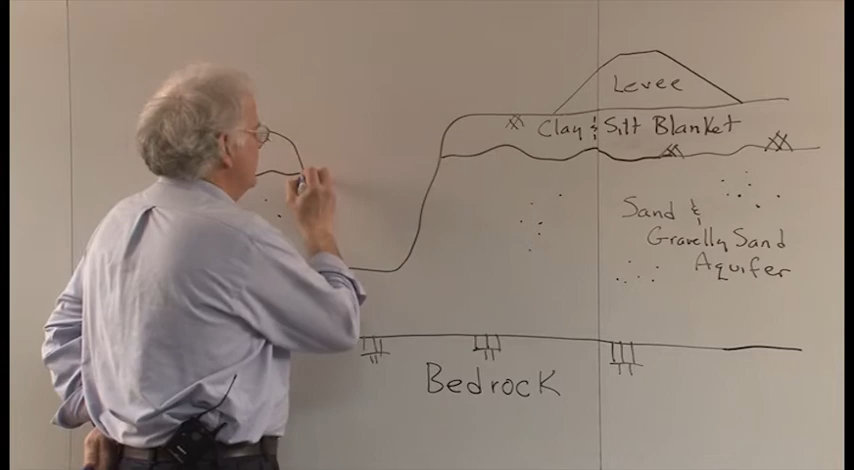 Levee
Clay & Silt Blanket
Sand &
Gravelly Sand
Aquifer
Bedrock